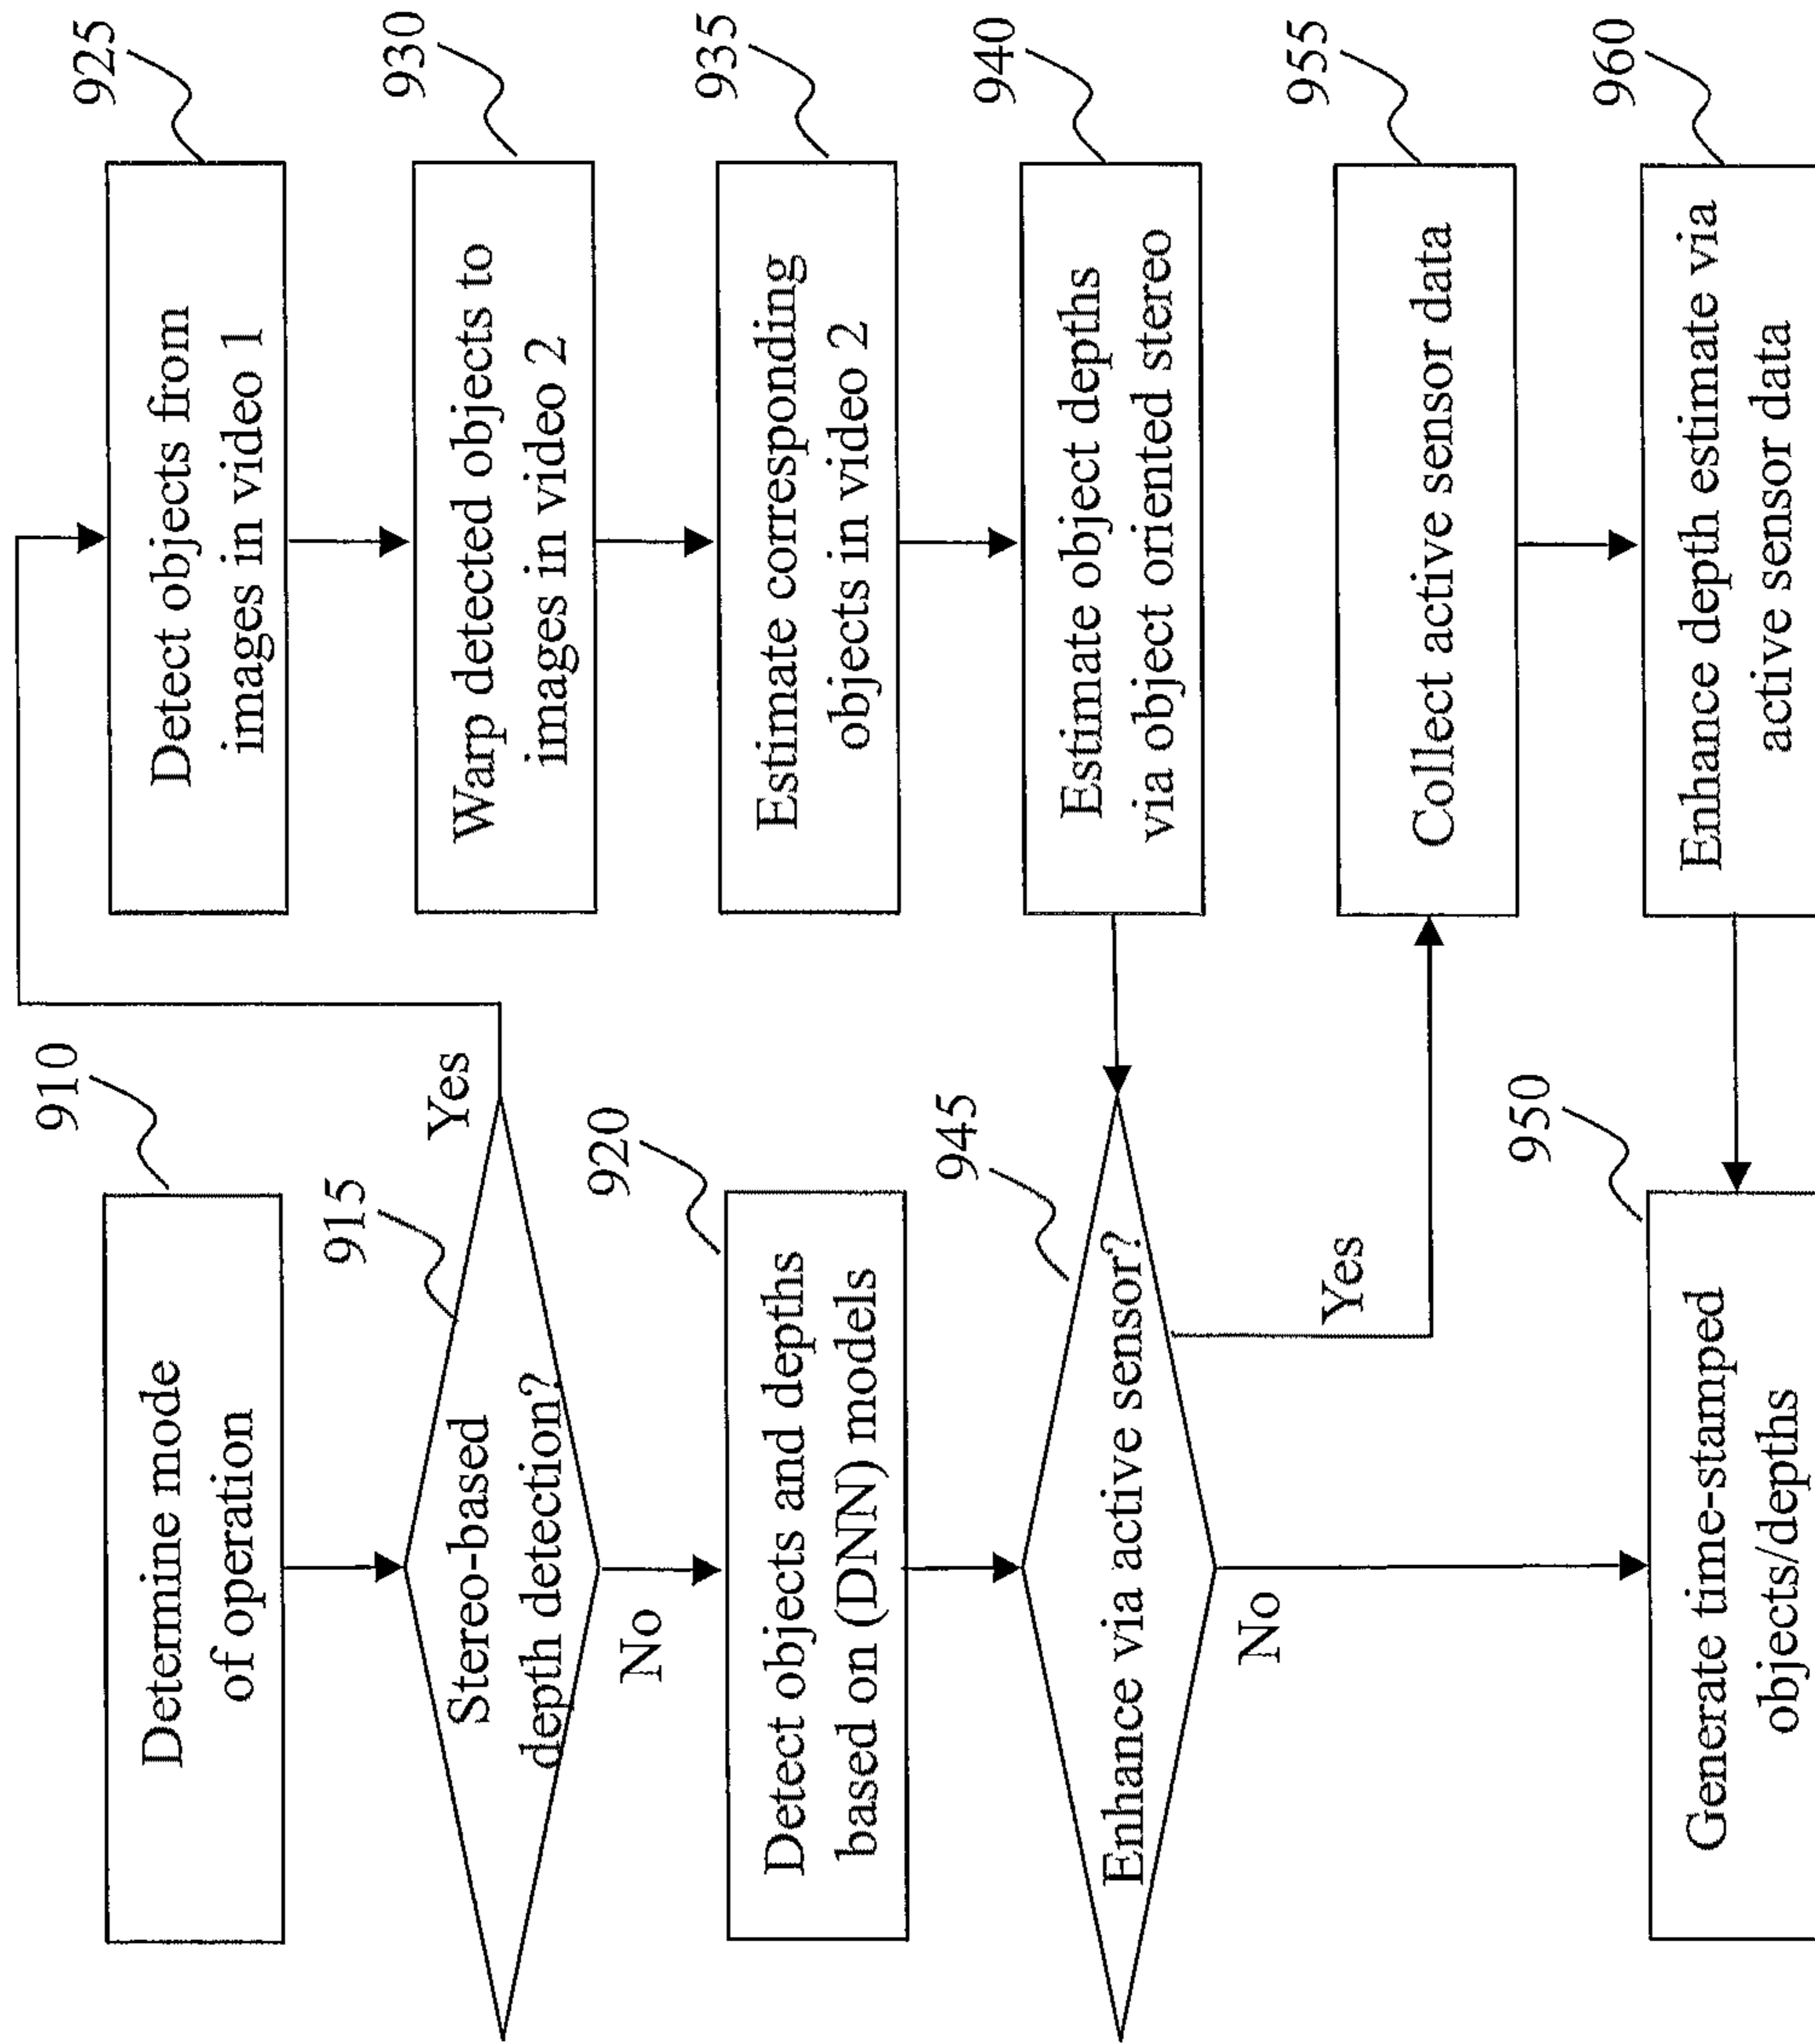 910
Determine mode
of operation
915
Stereo-based
depth detection?
Yes
No
920
Detect objects and depths
based on (DNN) models
925
Detect objects from
images in video 1
930
Warp detected objects to
images in video 2
935
Estimate corresponding
objects in video 2
940
Estimate object depths
via object oriented stereo
945
Enhance via active sensor?
Yes
No
955
Collect active sensor data
960
Enhance depth estimate via
active sensor data
950
Generate time-stamped
objects/depths